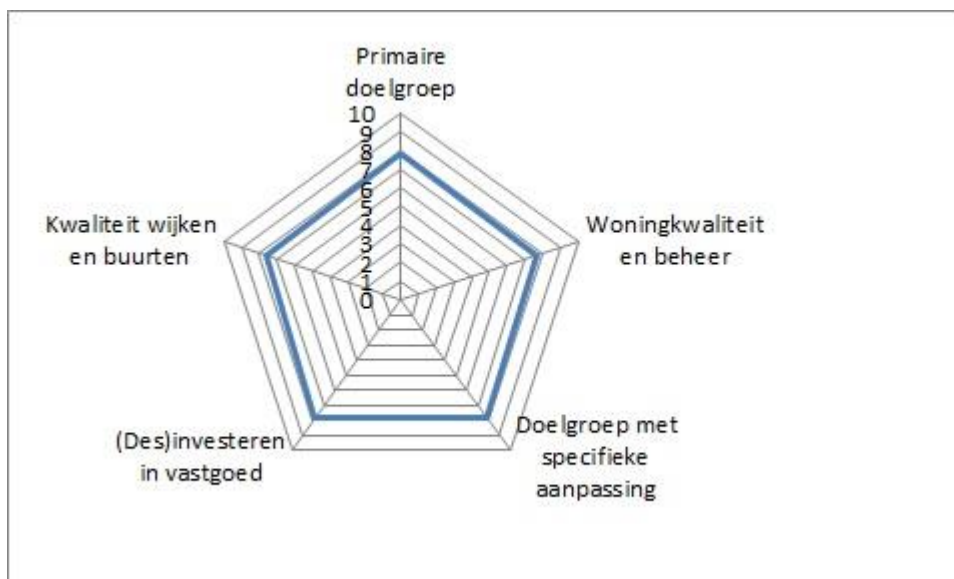 Primaire
doelgroep
10
9
8
7
6
5
4
3
2
1
0
Woningkwaliteit
en beheer
Doelgroep met
specifieke
aanpassing
(Des)investeren
in vastgoed
Kwaliteit wijken
en buurten